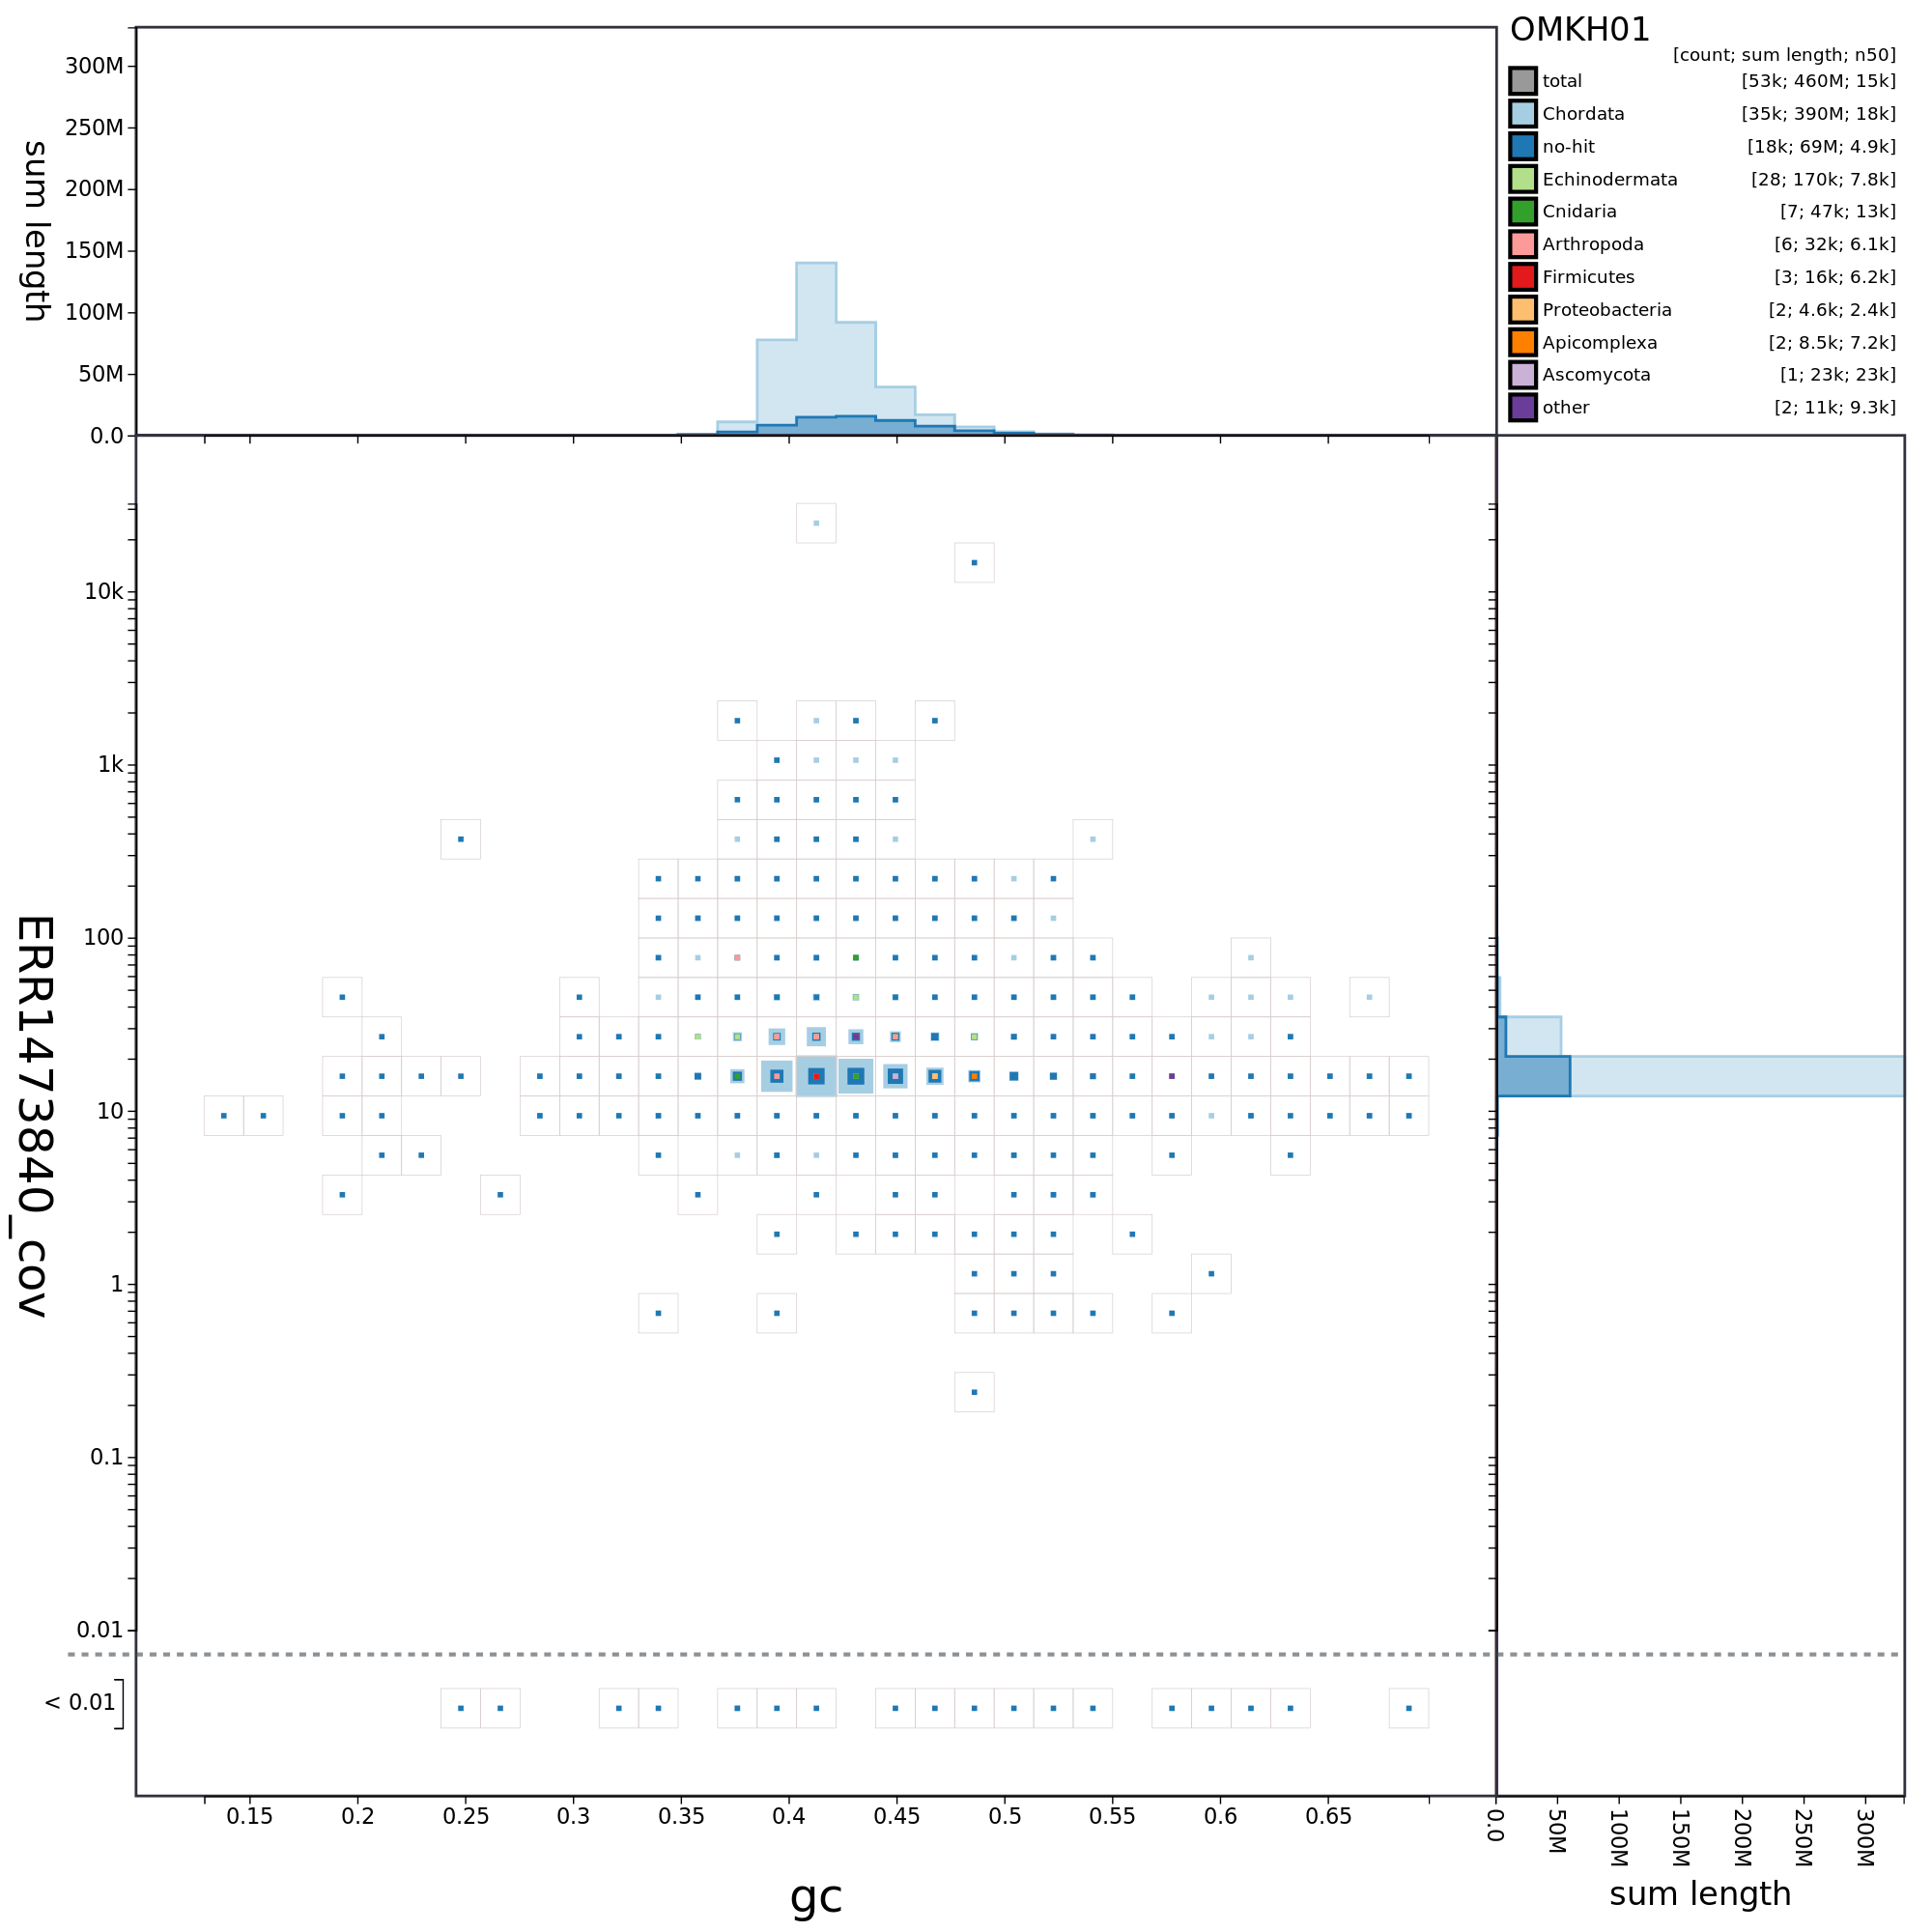 OMKH01
[count; sum length; n50]
total [53k; 460M; 15k]
Chordata [35k; 390M; 18k]
no-hit [18k; 69M; 4.9k]
Echinodermata [28; 170k; 7.8k]
Cnidaria [7; 47k; 13k]
Arthropoda [6; 32k; 6.1k]
Firmicutes [3; 16k; 6.2k]
Proteobacteria [2; 4.6k; 2.4k]
Apicomplexa [2; 8.5k; 7.2k]
Ascomycota [1; 23k; 23k]
other [2; 11k; 9.3k]
sum length
300M
250M
200M
150M
100M
50M
0.0
ERR1473840_cov
10k
1k
100
10
1
0.1
0.01
< 0.01
0.15 0.2 0.25 0.3 0.35 0.4 0.45 0.5 0.55 0.6 0.65
gc
0.0 50M 100M 150M 200M 250M 300M
sum length